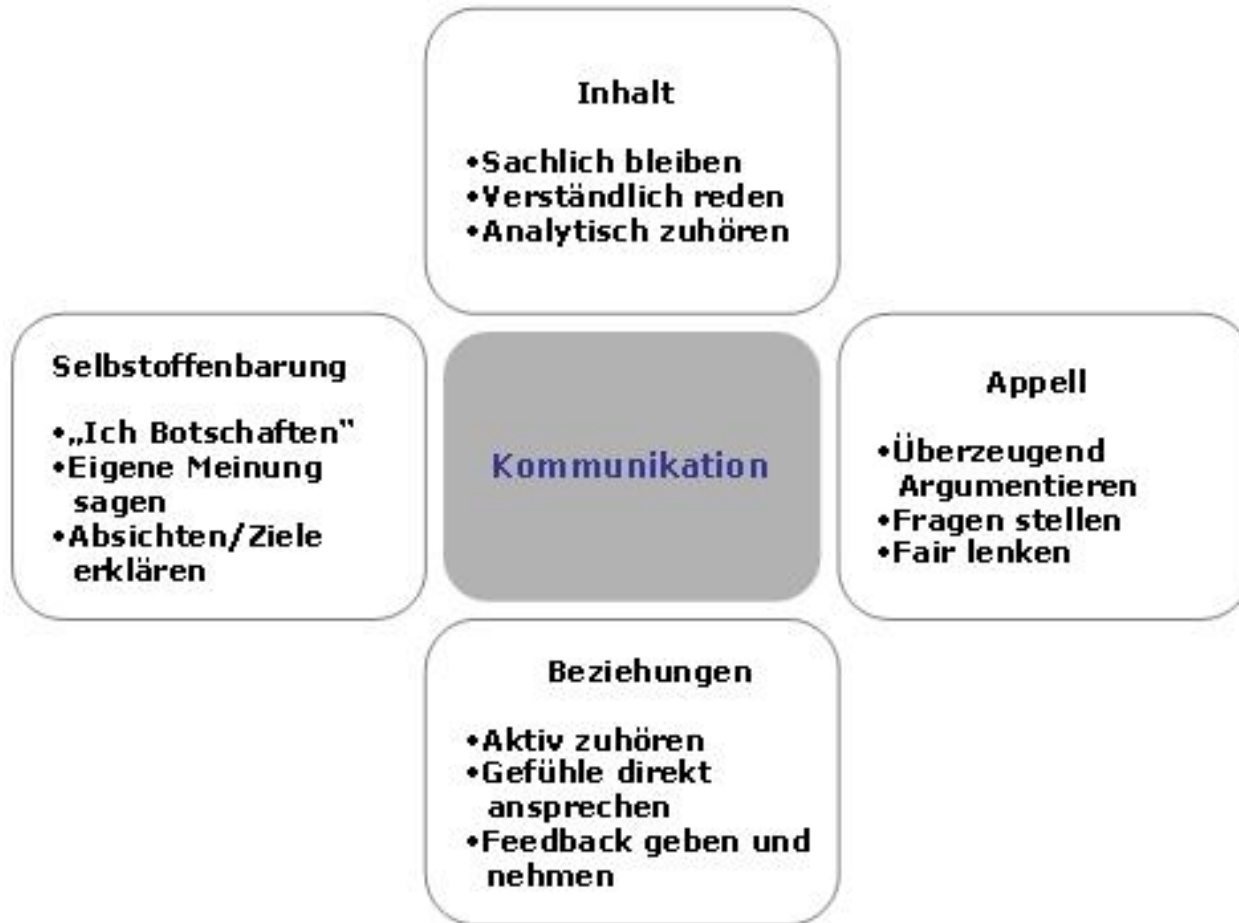 Inhalt
•Sachlich bleiben
•Verständlich reden
•Analytisch zuhören
Selbstoffenbarung
•„Ich Botschaften"
•Eigene Meinung
sagen
•Absichten/Ziele
erklären
Kommunikation
Appell
•Überzeugend
Argumentieren
•Fragen stellen
•Fair lenken
Beziehungen
•Aktiv zuhören
•Gefühle direkt
ansprechen
•Feedback geben und
nehmen